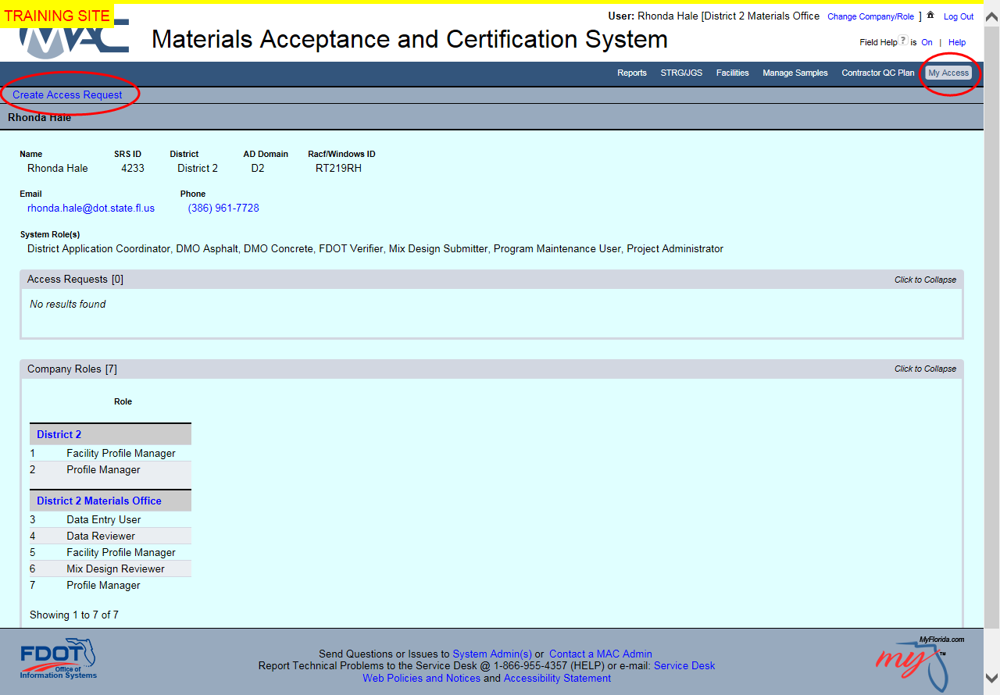 TRAINING SITE
MAC
Materials Acceptance and Certification System
User: Rhonda Hale [District 2 Materials Office Change Company/Role ] Log Out
Field Help ? is On | Help
Reports STRG/JGS Facilities Manage Samples Contractor QC Plan My Access
Create Access Request
Rhonda Hale
Name SRS ID District AD Domain Racf/Windows ID
Rhonda Hale 4233 District 2 D2 RT219RH
Email Phone
rhonda.hale@dot.state.fl.us (386) 961-7728
System Role(s)
District Application Coordinator, DMO Asphalt, DMO Concrete, FDOT Verifier, Mix Design Submitter, Program Maintenance User, Project Administrator
Access Requests [0] Click to Collapse
No results found
Company Roles [7] Click to Collapse
Role
District 2
1 Facility Profile Manager
2 Profile Manager
District 2 Materials Office
3 Data Entry User
4 Data Reviewer
5 Facility Profile Manager
6 Mix Design Reviewer
7 Profile Manager
Showing 1 to 7 of 7
FDOT
Office of
Information Systems
Send Questions or Issues to System Admin(s) or Contact a MAC Admin
Report Technical Problems to the Service Desk @ 1-866-955-4357 (HELP) or e-mail: Service Desk
Web Policies and Notices and Accessibility Statement
MyFlorida.com
my ™